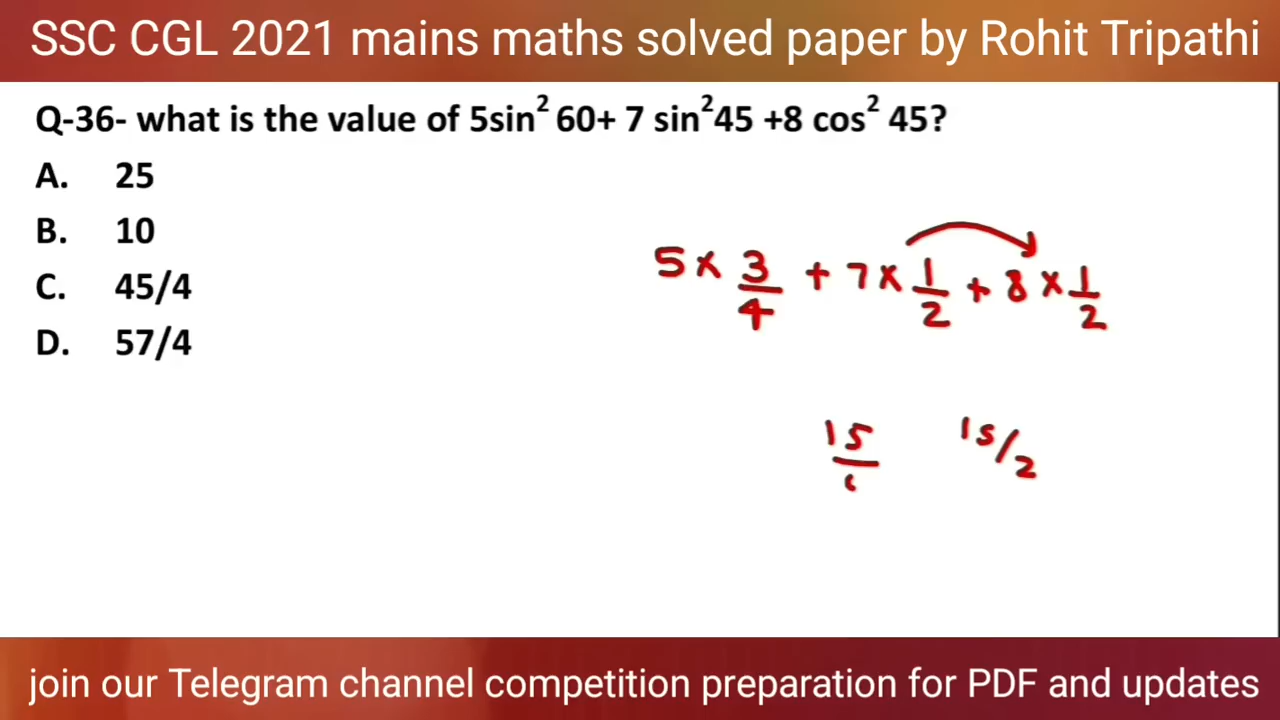 SSC CGL 2021 mains maths solved paper by Rohit Tripathi
Q-36- what is the value of 5sin² 60+ 7 sin²45 +8 cos² 45?
A. 25
B. 10
C. 45/4
D. 57/4
5 × 3/4 + 7 × 1/2 + 8 × 1/2
15 15/2
join our Telegram channel competition preparation for PDF and updates